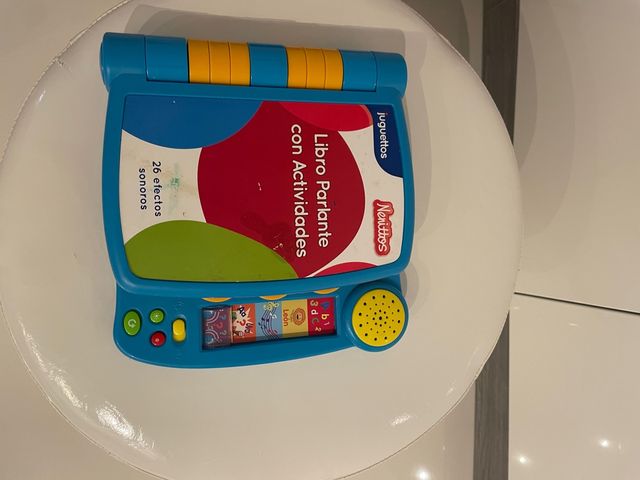 juguettos
Nenittos
Libro Parlante
con Actividades
26 efectos
sonoros
León